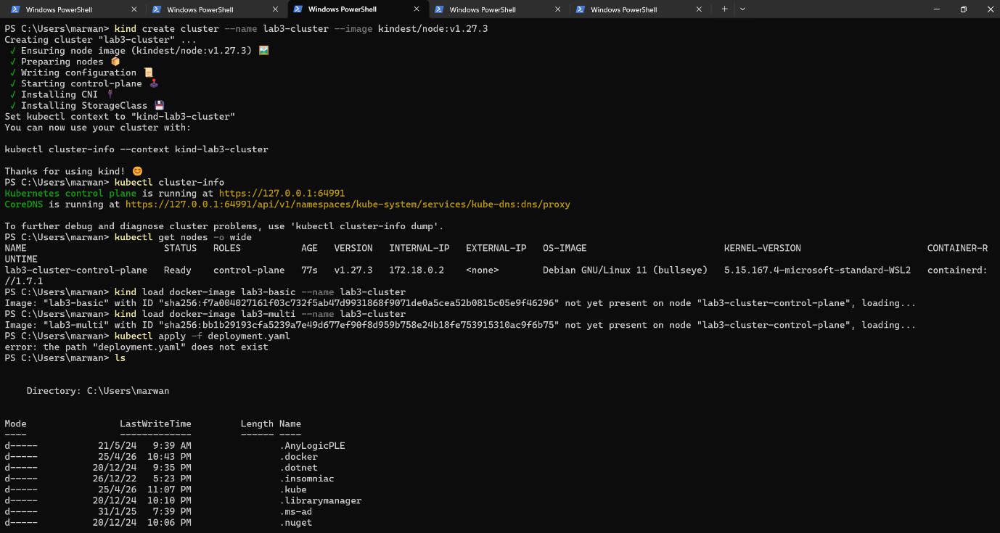 Windows PowerShell
Windows PowerShell
Windows PowerShell
Windows PowerShell
Windows PowerShell
PS C:\Users\marwan> kind create cluster --name lab3-cluster --image kindest/node:v1.27.3
Creating cluster "lab3-cluster" ...
✓ Ensuring node image (kindest/node:v1.27.3) 🖼
✓ Preparing nodes 📦
✓ Writing configuration 📜
✓ Starting control-plane 🕹
✓ Installing CNI 🔌
✓ Installing StorageClass 💾
Set kubectl context to "kind-lab3-cluster"
You can now use your cluster with:
kubectl cluster-info --context kind-lab3-cluster
Thanks for using kind! 😊
PS C:\Users\marwan> kubectl cluster-info
Kubernetes control plane is running at https://127.0.0.1:64991
CoreDNS is running at https://127.0.0.1:64991/api/v1/namespaces/kube-system/services/kube-dns:dns/proxy
To further debug and diagnose cluster problems, use 'kubectl cluster-info dump'.
PS C:\Users\marwan> kubectl get nodes -o wide
NAME STATUS ROLES AGE VERSION INTERNAL-IP EXTERNAL-IP OS-IMAGE KERNEL-VERSION CONTAINER-R
UNTIME
lab3-cluster-control-plane Ready control-plane 77s v1.27.3 172.18.0.2 <none> Debian GNU/Linux 11 (bullseye) 5.15.167.4-microsoft-standard-WSL2 containerd:
//1.7.1
PS C:\Users\marwan> kind load docker-image lab3-basic --name lab3-cluster
Image: "lab3-basic" with ID "sha256:f7a004027161f03c732f5ab47d9931868f9071de0a5cea52b0815c05e9f46296" not yet present on node "lab3-cluster-control-plane", loading...
PS C:\Users\marwan> kind load docker-image lab3-multi --name lab3-cluster
Image: "lab3-multi" with ID "sha256:bb1b29193cfa5239a7e49d677ef90f8d959b758e24b18fe753915310ac9f6b75" not yet present on node "lab3-cluster-control-plane", loading...
PS C:\Users\marwan> kubectl apply -f deployment.yaml
error: the path "deployment.yaml" does not exist
PS C:\Users\marwan> ls
Directory: C:\Users\marwan
Mode LastWriteTime Length Name
---- ------------- ------ ----
d----- 21/5/24 9:39 AM .AnyLogicPLE
d----- 25/4/26 10:43 PM .docker
d----- 20/12/24 9:35 PM .dotnet
d----- 26/12/22 5:23 PM .insomniac
d----- 25/4/26 11:07 PM .kube
d----- 20/12/24 10:10 PM .librarymanager
d----- 31/1/25 7:39 PM .ms-ad
d----- 20/12/24 10:06 PM .nuget